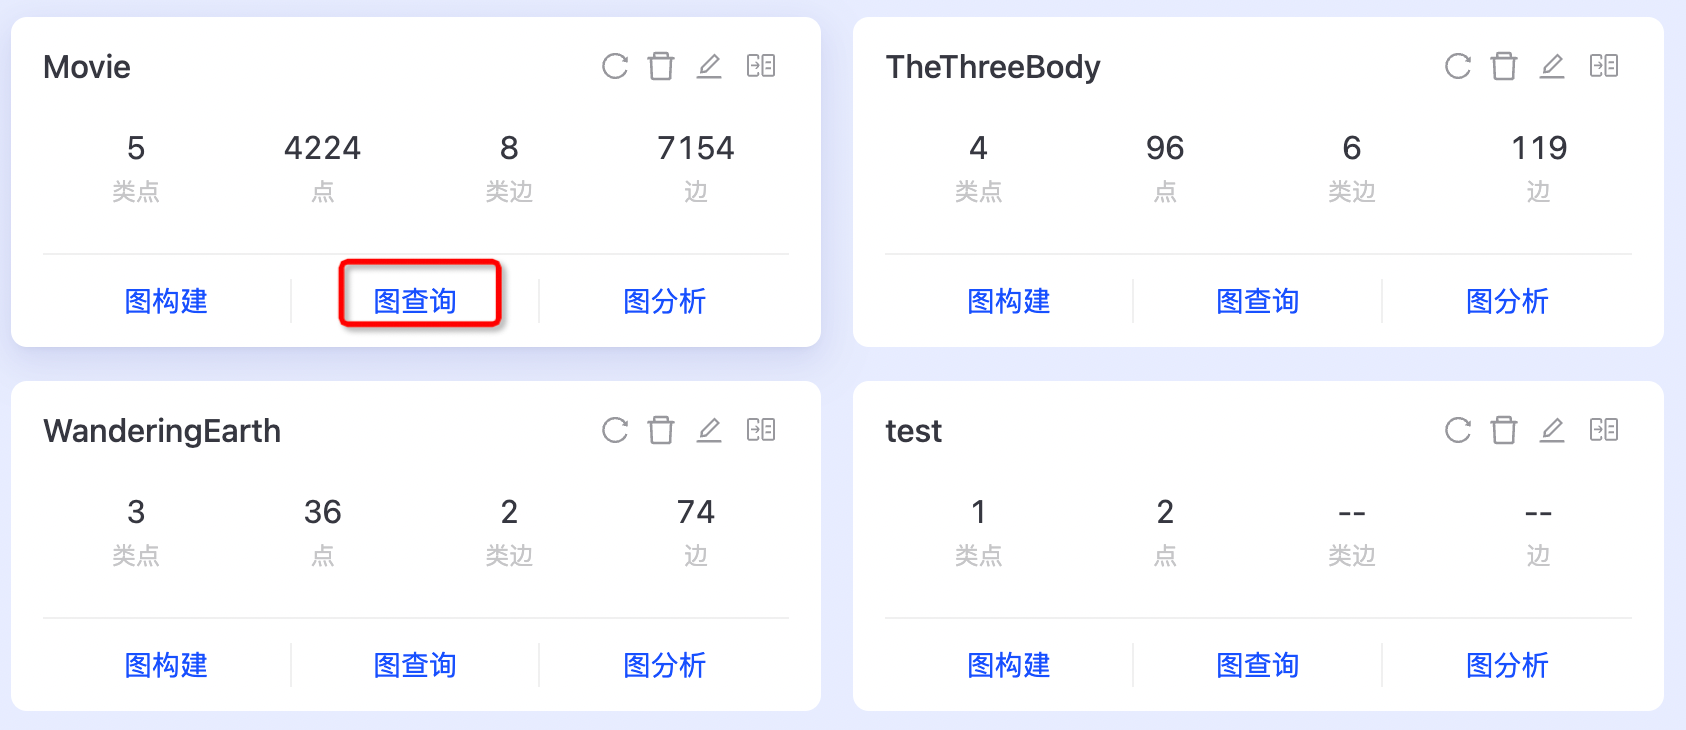 Movie
5 4224 8 7154
类点 点 类边 边
图构建 图查询 图分析
TheThreeBody
4 96 6 119
类点 点 类边 边
图构建 图查询 图分析
WanderingEarth
3 36 2 74
类点 点 类边 边
图构建 图查询 图分析
test
1 2 -- --
类点 点 类边 边
图构建 图查询 图分析